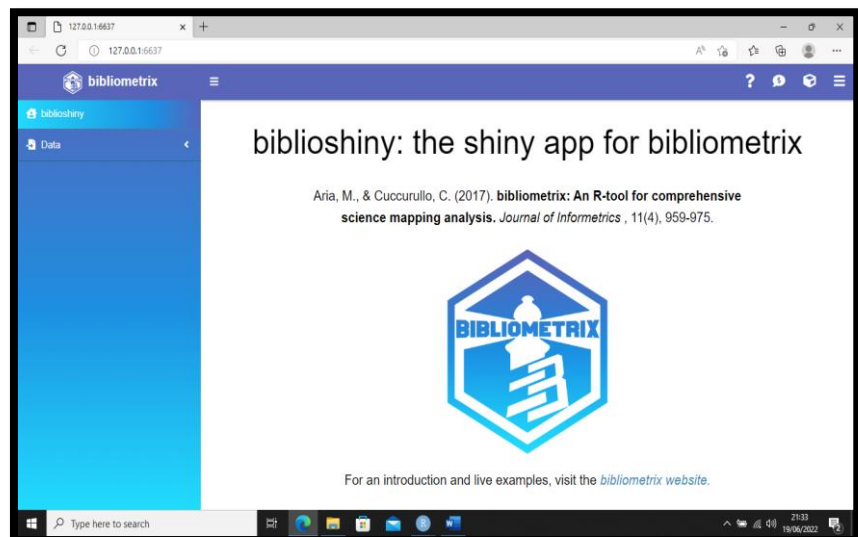 127.0.0.1:6637
127.0.0.1:6637
bibliometrix
biblioshiny
Data
biblioshiny: the shiny app for bibliometrix
Aria, M., & Cuccurullo, C. (2017). bibliometrix: An R-tool for comprehensive
science mapping analysis. Journal of Informetrics , 11(4), 959-975.
BIBLIOMETRIX
For an introduction and live examples, visit the bibliometrix website.
Type here to search
21:33
19/06/2022